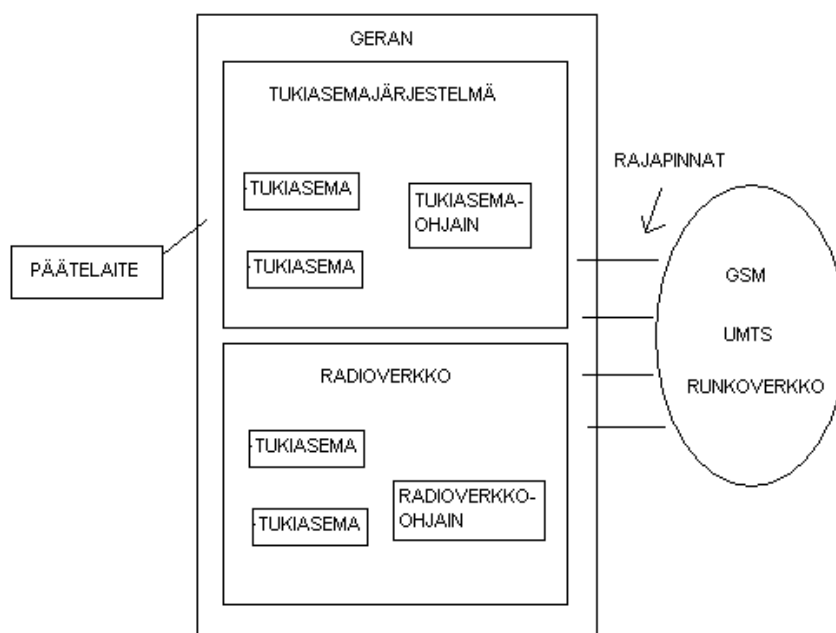 GERAN
TUKIASEMAJÄRJESTELMÄ
TUKIASEMA
TUKIASEMA-
OHJAIN
TUKIASEMA
PÄÄTELAITE
RAJAPINNAT
GSM
UMTS
RUNKOVERKKO
RADIOVERKKO
TUKIASEMA
RADIOVERKKO-
OHJAIN
TUKIASEMA